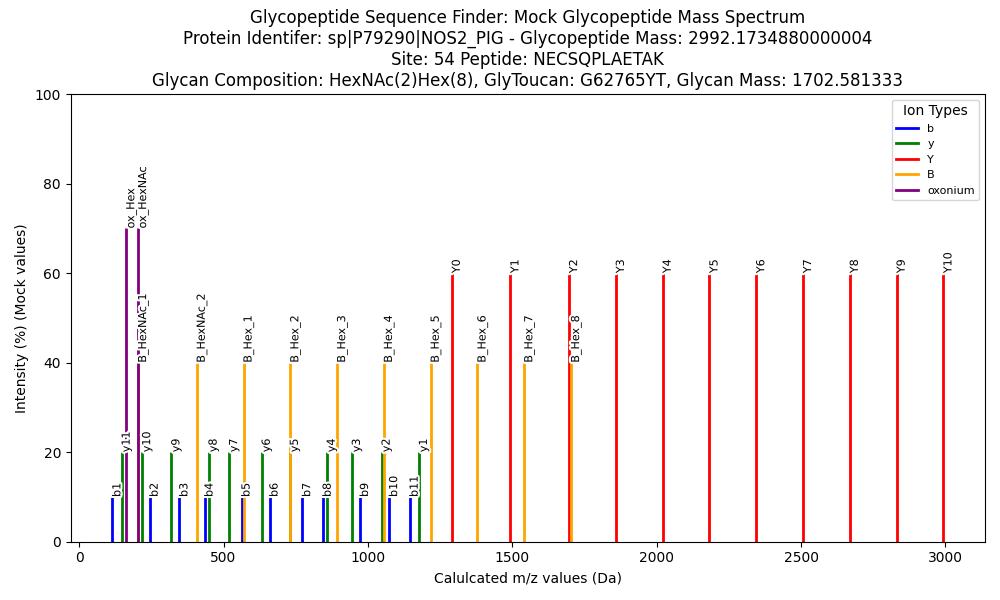 Glycopeptide Sequence Finder: Mock Glycopeptide Mass Spectrum
Protein Identifer: sp|P79290|NOS2_PIG - Glycopeptide Mass: 2992.1734880000004
Site: 54 Peptide: NECSQPLAETAK
Glycan Composition: HexNAc(2)Hex(8), GlyToucan: G62765YT, Glycan Mass: 1702.581333
Intensity (%) (Mock values)
100
80
60
40
20
0
Ion Types
b
y
Y
B
oxonium
ox_Hex
ox_HexNAc
Y0
Y1
Y2
Y3
Y4
Y5
Y6
Y7
Y8
Y9
Y10
B_HexNAc_1
B_HexNAc_2
B_Hex_1
B_Hex_2
B_Hex_3
B_Hex_4
B_Hex_5
B_Hex_6
B_Hex_7
B_Hex_8
y11
y10
y9
y8
y7
y6
y5
y4
y3
y2
y1
b1
b2
b3
b4
b5
b6
b7
b8
b9
b10
b11
0
500
1000
1500
2000
2500
3000
Calulcated m/z values (Da)